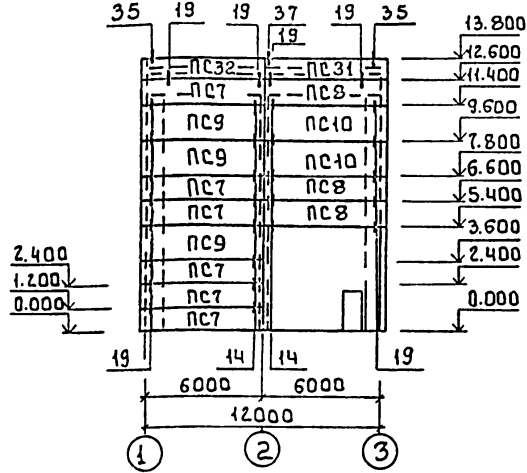 35 19 19 37 19 35
19
13.800
12.600
11.400
9.600
7.800
6.600
5.400
3.600
2.400
0.000
ПС32 ПС31
ПС7 ПС8
ПС9 ПС10
ПС9 ПС10
ПС7 ПС8
ПС7 ПС8
ПС9
ПС7
ПС7
ПС7
2.400
1.200
0.000
19 14 14 19
6000 6000
12000
1 2 3